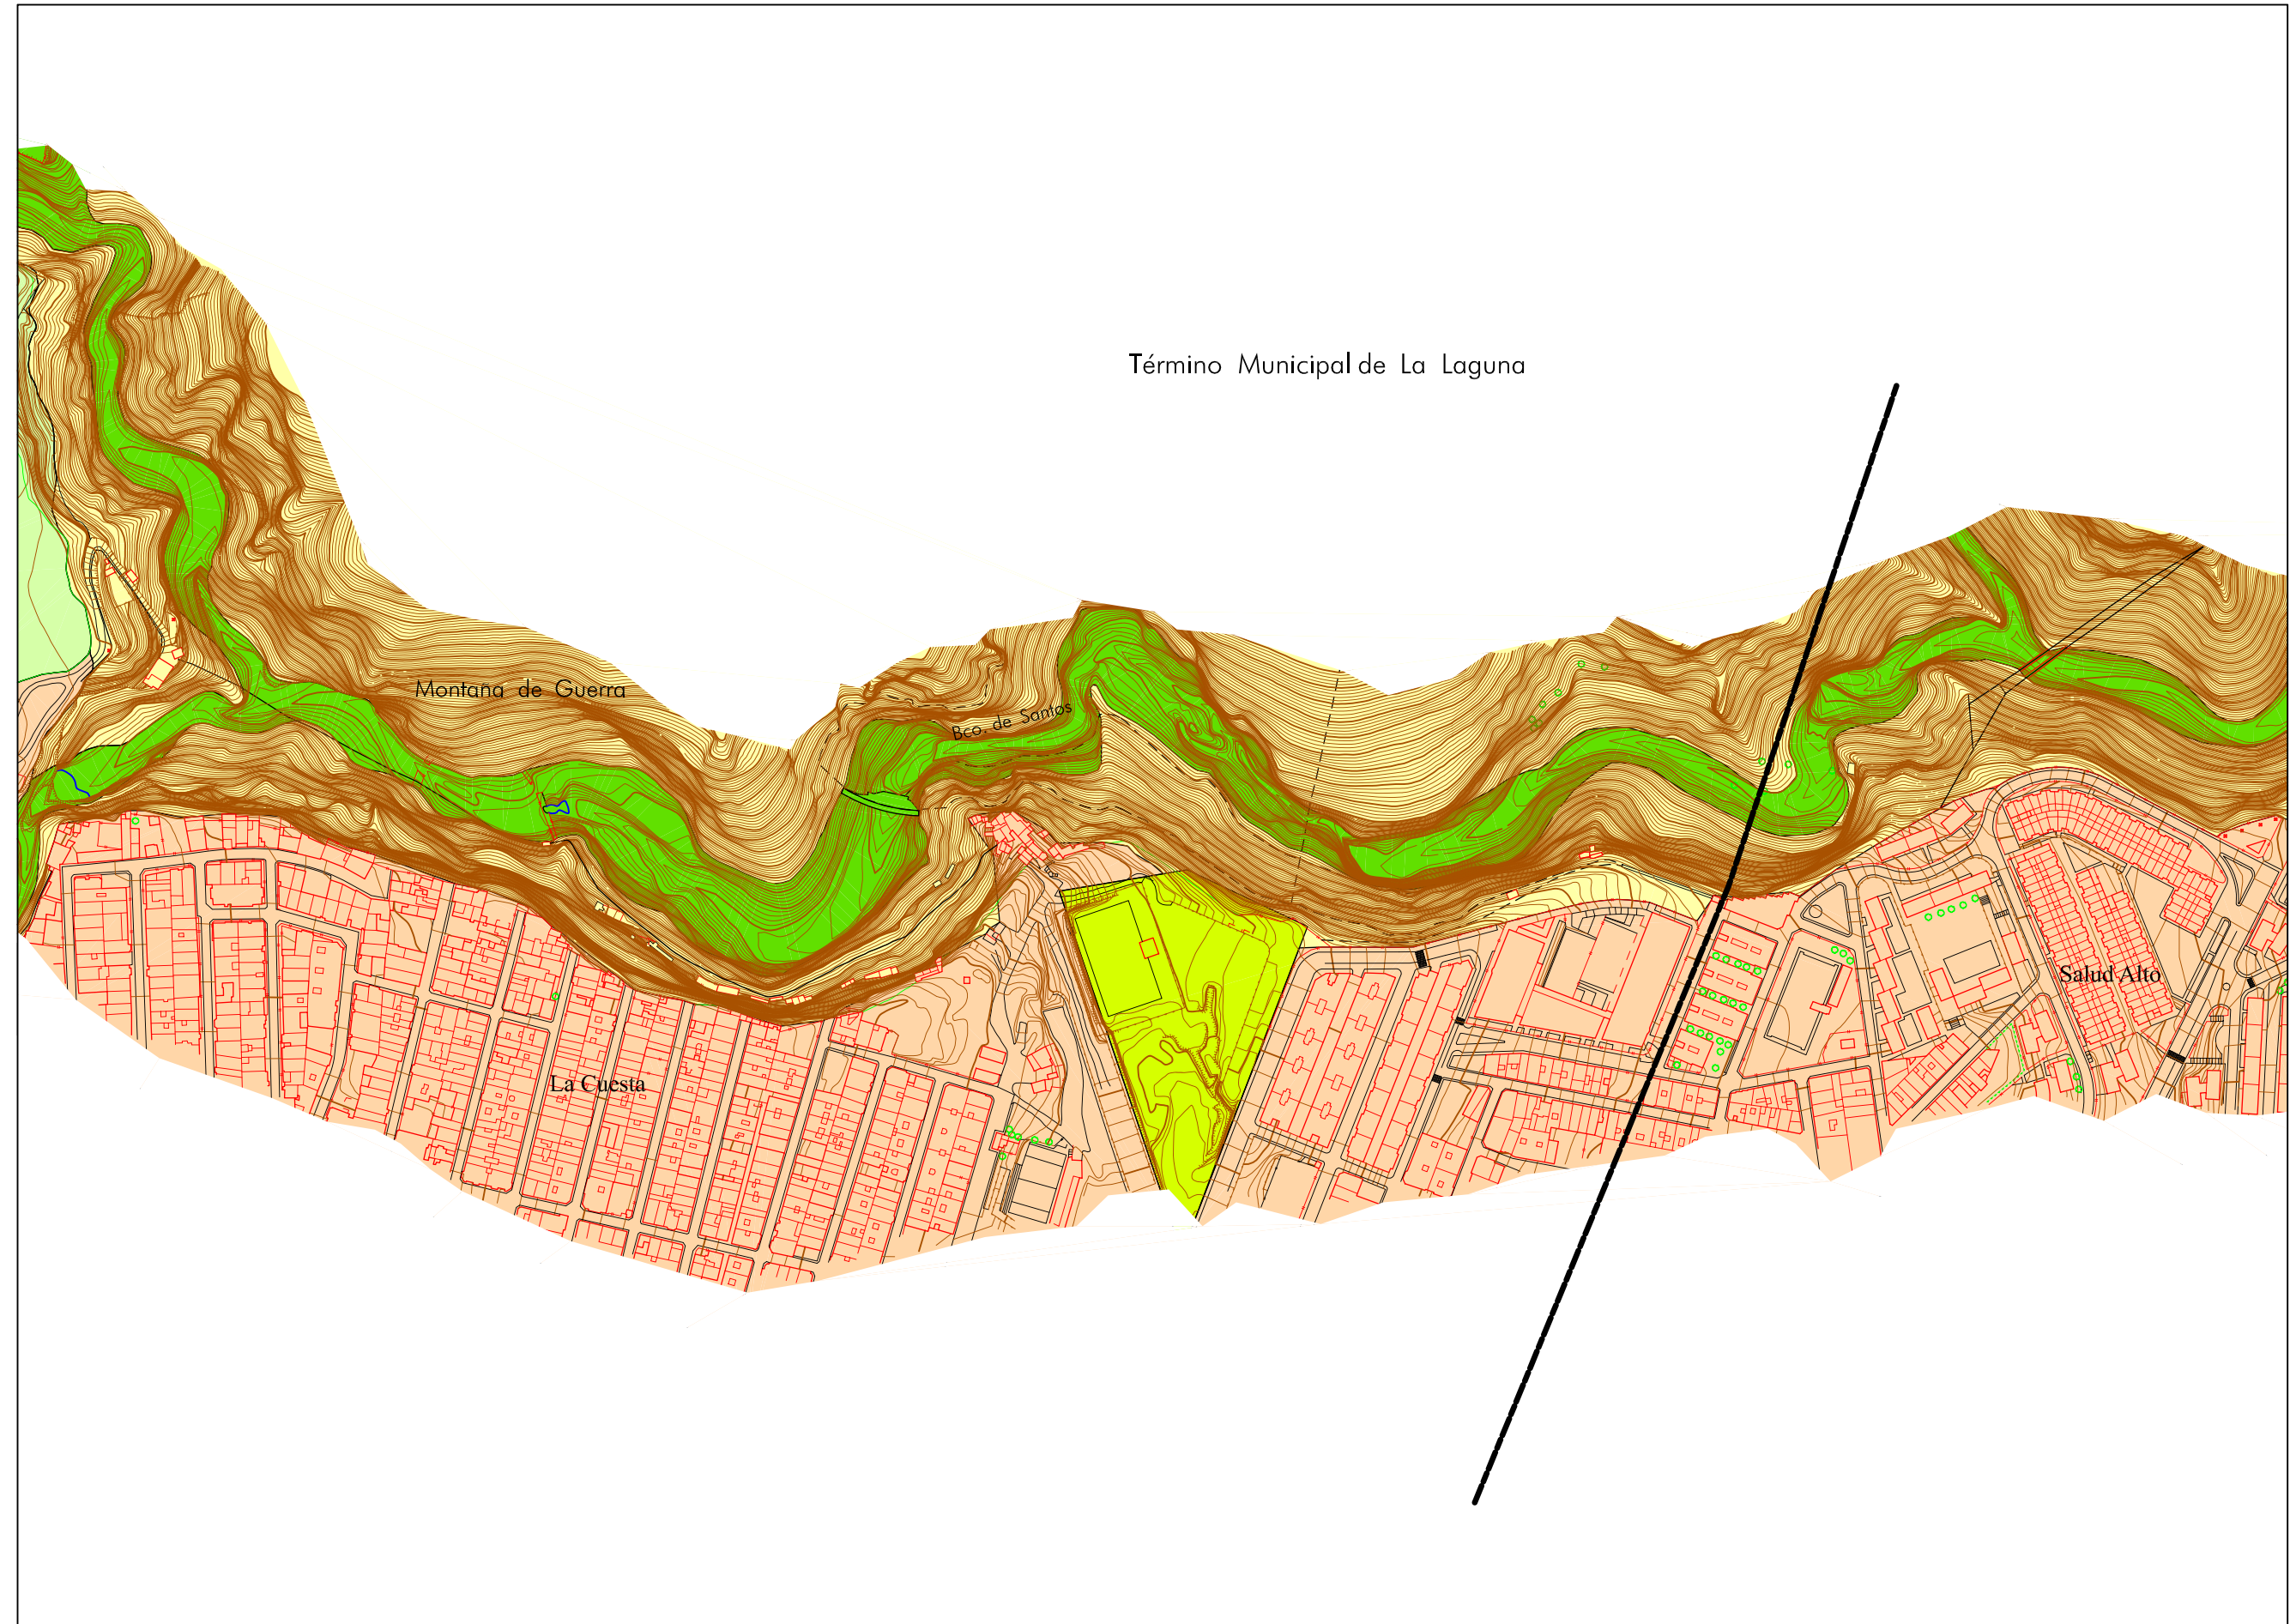 Término Municipal de La Laguna
Montaña de Guerra
Bco. de Santos
Salud Alto
La Cuesta